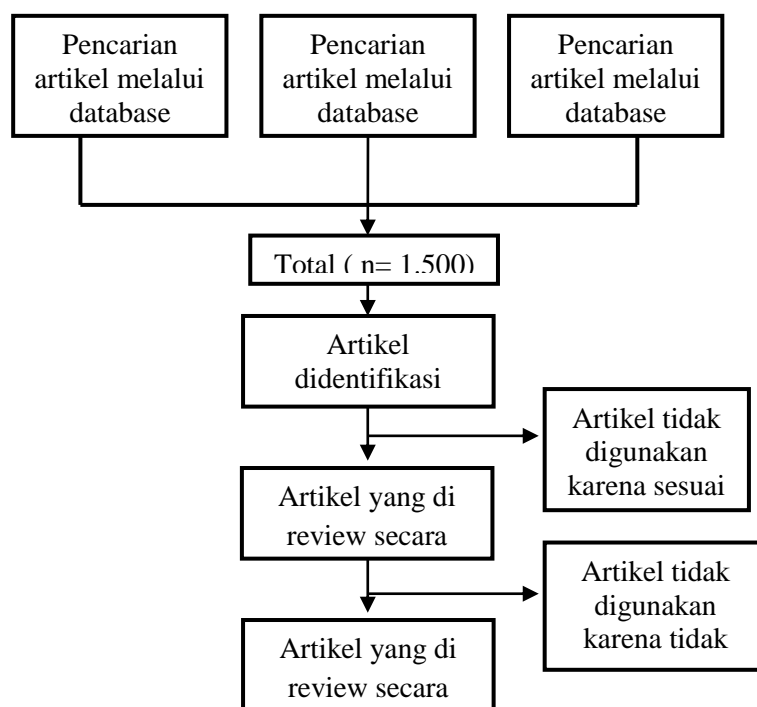 Pencarian
artikel melalui
database
Pencarian
artikel melalui
database
Pencarian
artikel melalui
database
Total ( n= 1.500)
Artikel
didentifikasi
Artikel tidak
digunakan
karena sesuai
Artikel yang di
review secara
Artikel tidak
digunakan
karena tidak
Artikel yang di
review secara